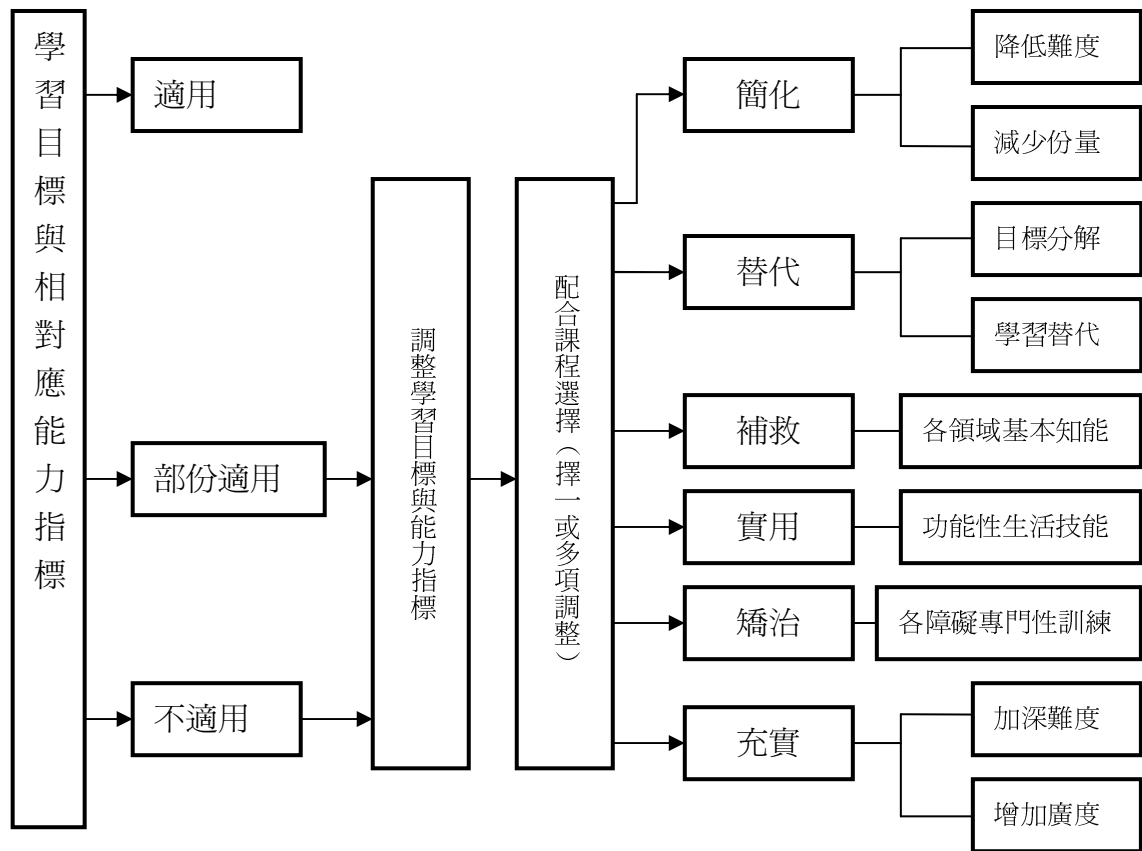 學習目標與相對應能力指標
適用
部份適用
不適用
調整學習目標與能力指標
配合課程選擇（擇一或多項調整）
簡化
降低難度
減少份量
替代
目標分解
學習替代
補救
各領域基本知能
實用
功能性生活技能
矯治
各障礙專門性訓練
充實
加深難度
增加廣度